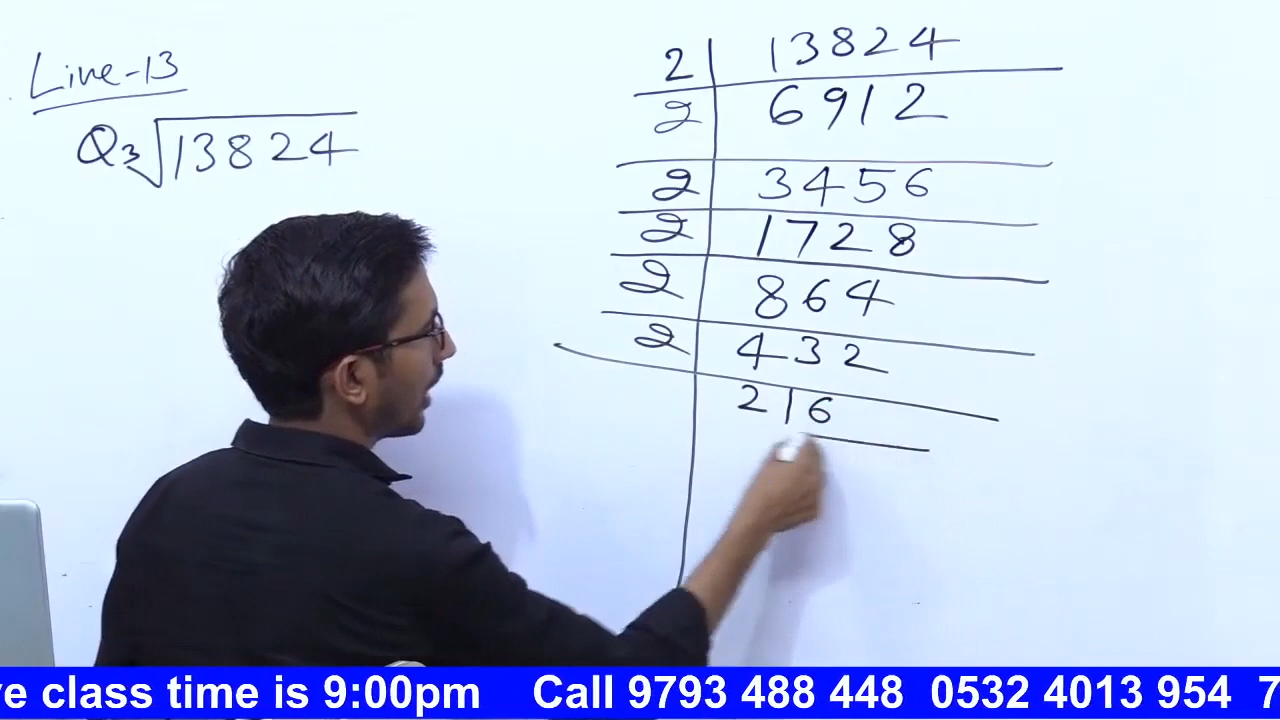 Line-13
Q ³√13824
2 | 13824
2 | 6912
2 | 3456
2 | 1728
2 | 864
2 | 432
216
ve class time is 9:00pm Call 9793 488 448 0532 4013 954 7